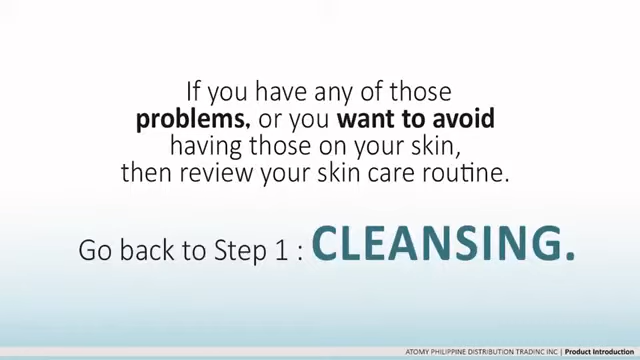 If you have any of those
problems, or you want to avoid
having those on your skin,
then review your skin care routine.
Go back to Step 1 : CLEANSING.
ATOMY PHILIPPINE DISTRIBUTION TRADINC INC | Product Introduction